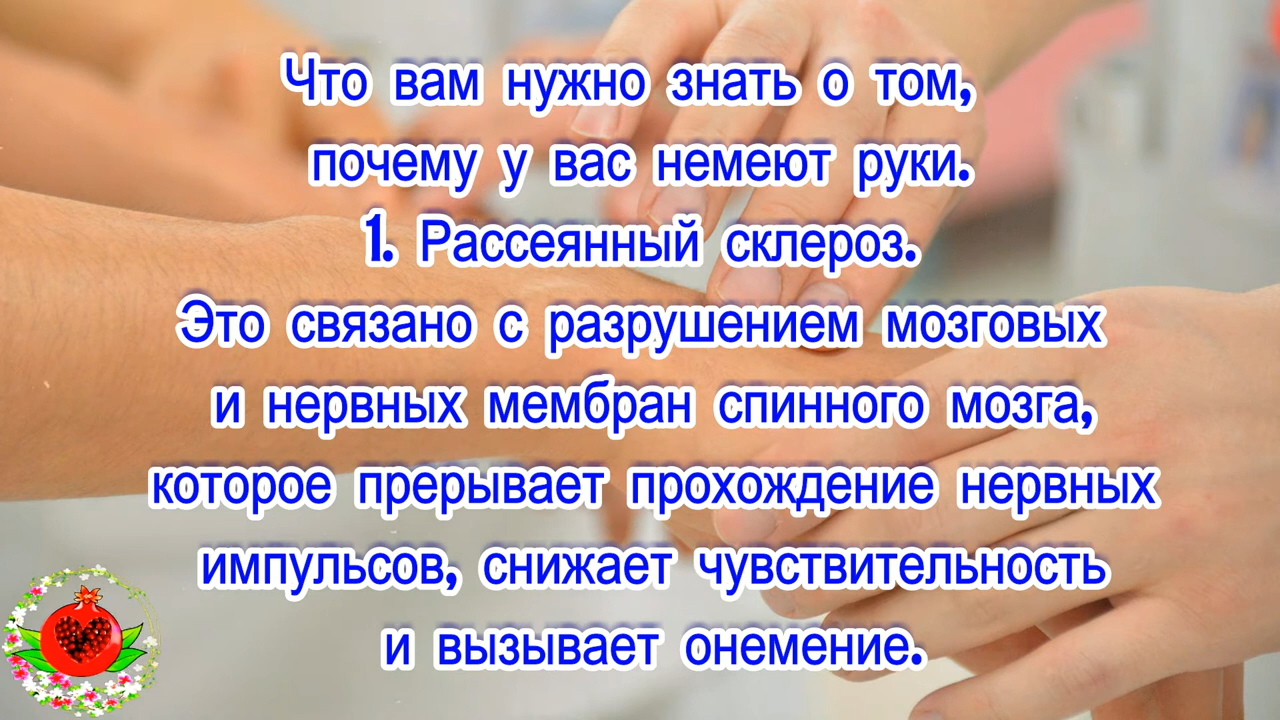 Что вам нужно знать о том,
почему у вас немеют руки.
1. Рассеянный склероз.
Это связано с разрушением мозговых
и нервных мембран спинного мозга,
которое прерывает прохождение нервных
импульсов, снижает чувствительность
и вызывает онемение.